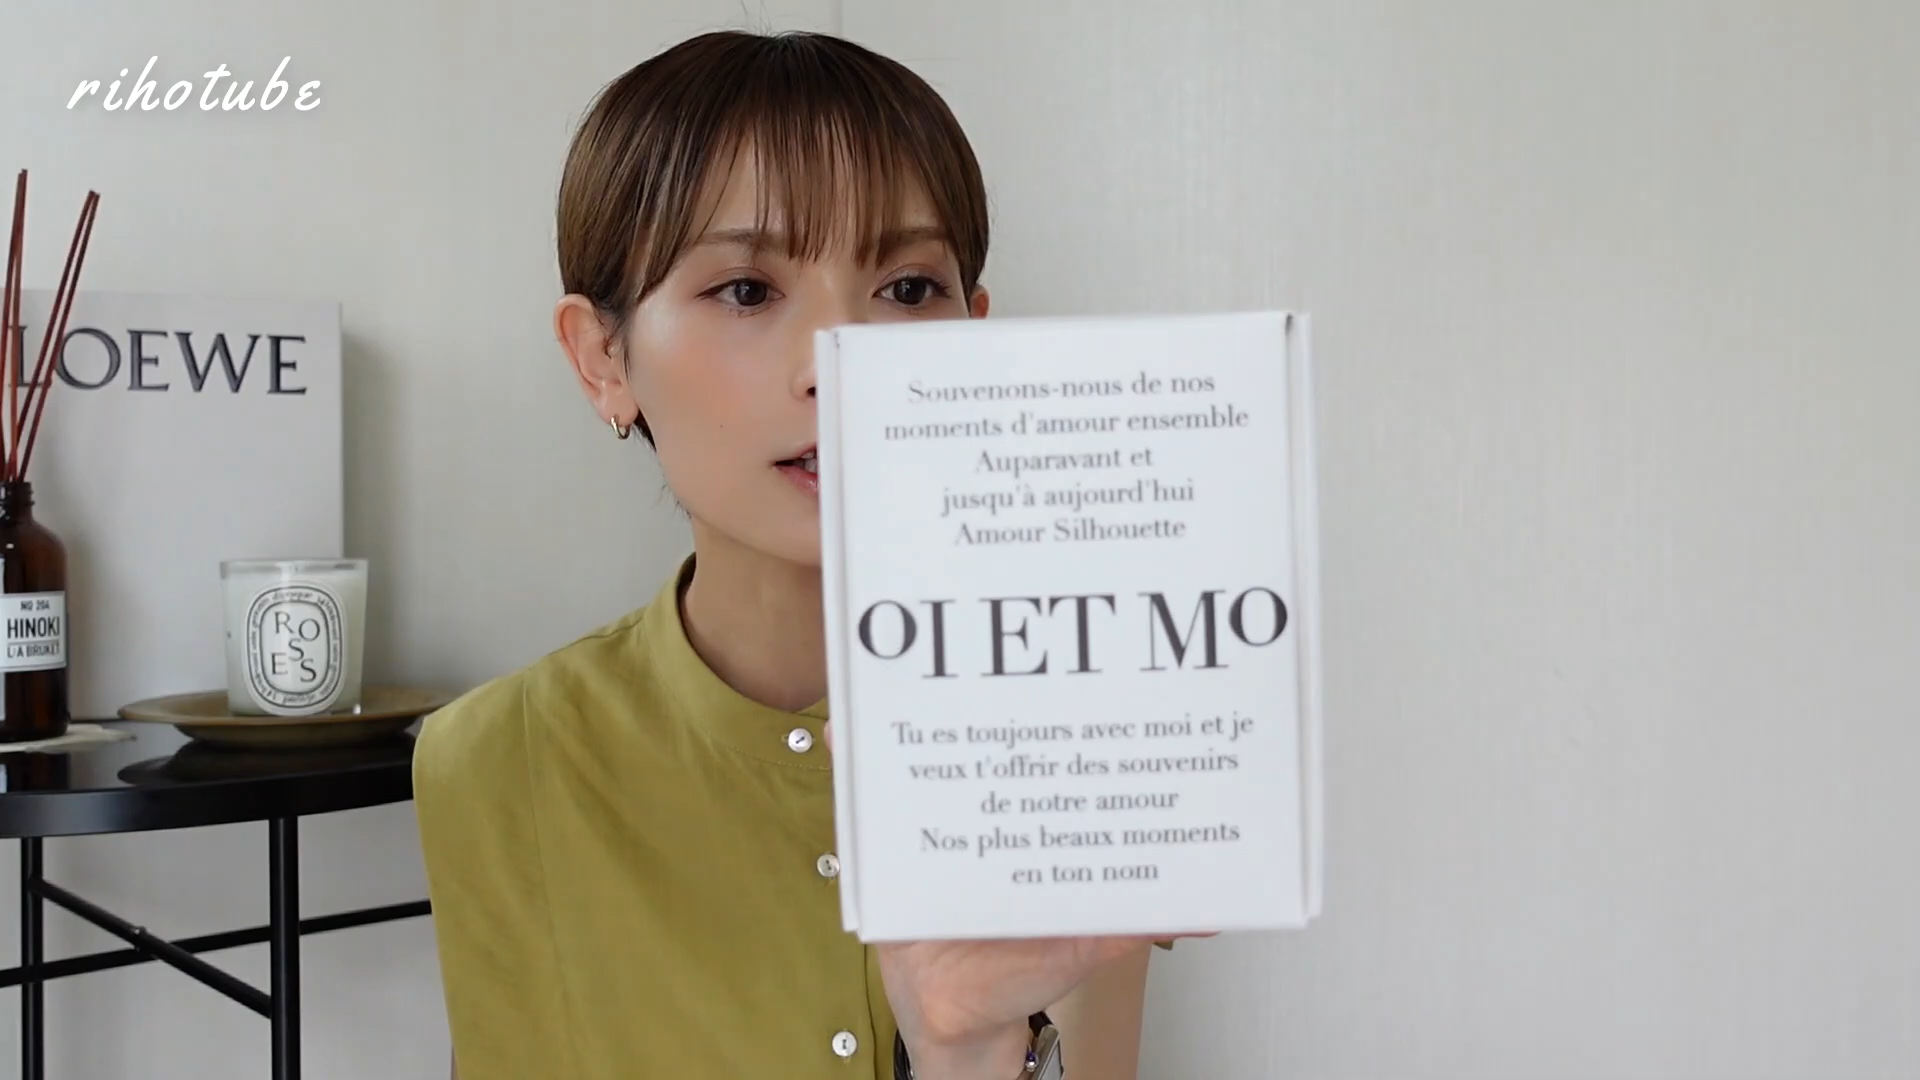 rihotube
LOEWE
NO 204
HINOKI
L:A BRUKET
ROSES
Souvenons-nous de nos
moments d'amour ensemble
Auparavant et
jusqu'à aujourd'hui
Amour Silhouette
OI ET MO
Tu es toujours avec moi et je
veux t'offrir des souvenirs
de notre amour
Nos plus beaux moments
en ton nom